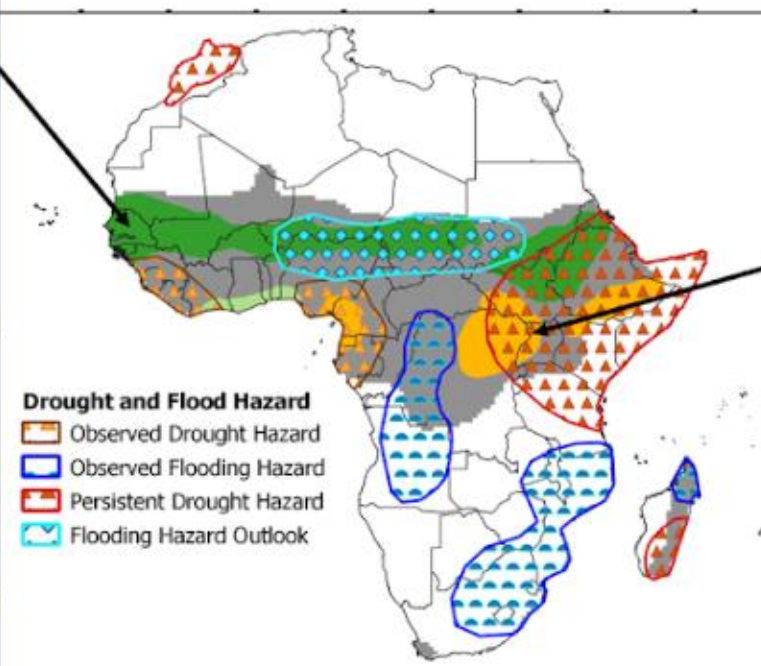 Drought and Flood Hazard
Observed Drought Hazard
Observed Flooding Hazard
Persistent Drought Hazard
Flooding Hazard Outlook